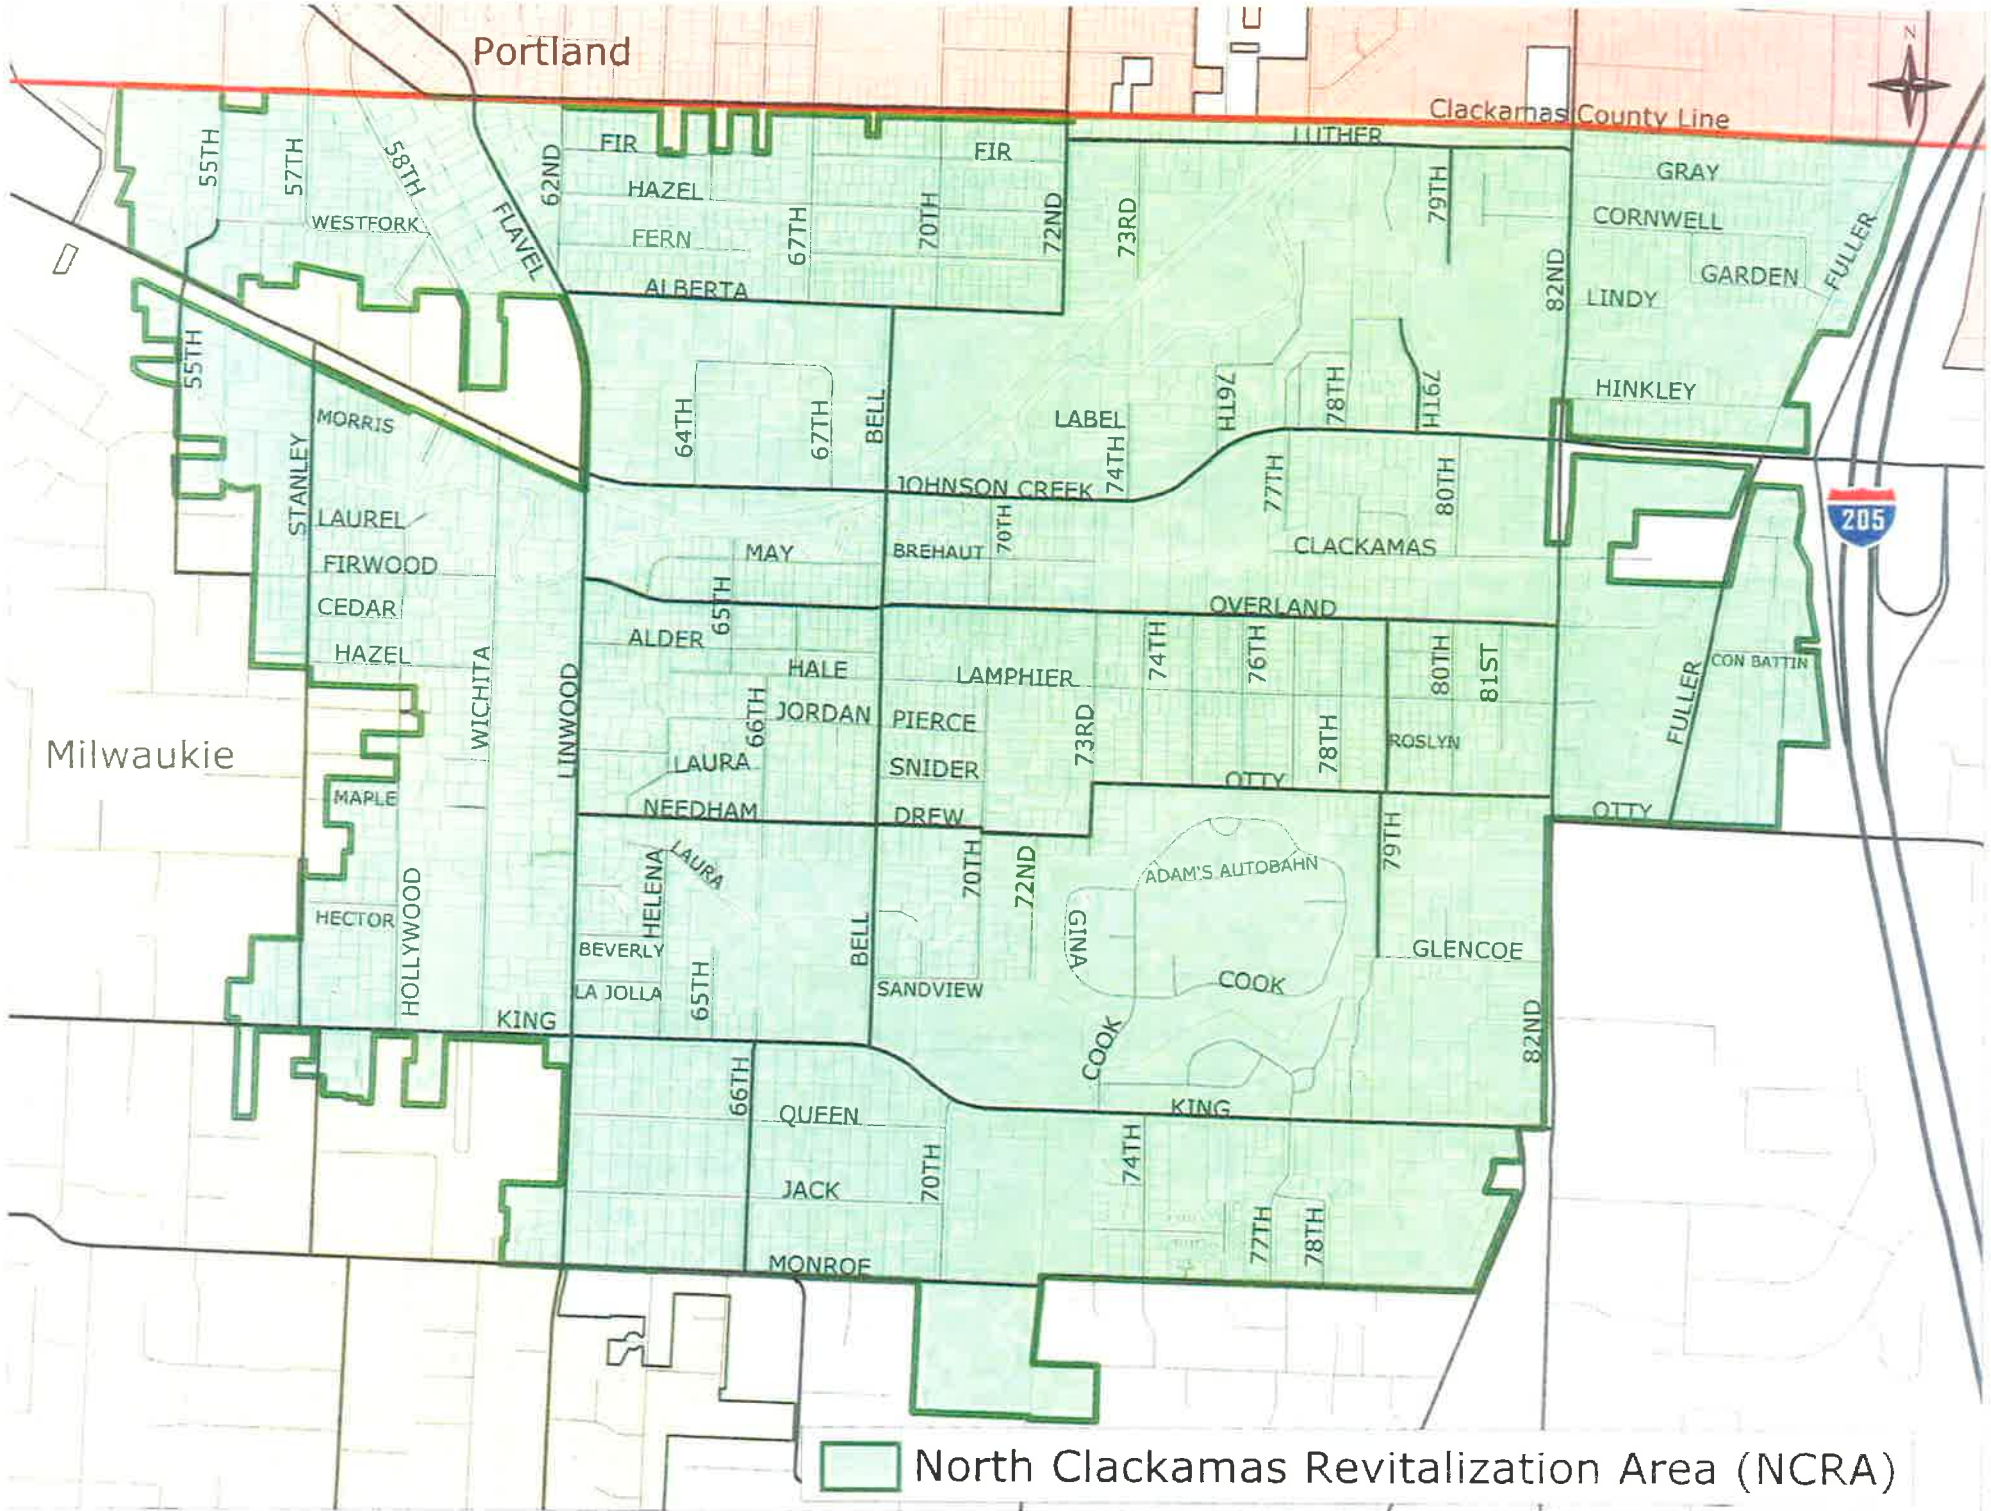 Portland
N
Clackamas County Line
LUTHER
55TH
57TH
58TH
62ND
FIR
FIR
HAZEL
FERN
ALBERTA
WESTFORK
FLAVEL
67TH
70TH
72ND
73RD
79TH
82ND
GRAY
CORNWELL
GARDEN
LINDY
FULLER
HINKLEY
55TH
MORRIS
STANLEY
64TH
67TH
BELL
LABEL
74TH
76TH
78TH
79TH
JOHNSON CREEK
77TH
80TH
205
LAUREL
FIRWOOD
CEDAR
HAZEL
MAY
BREHAUT
70TH
CLACKAMAS
OVERLAND
65TH
ALDER
HALE
LAMPHIER
74TH
76TH
80TH
81ST
CON BATTIN
WICHITA
LINWOOD
66TH
JORDAN
PIERCE
73RD
78TH
ROSLYN
FULLER
Milwaukie
LAURA
SNIDER
OTTY
OTTY
MAPLE
NEEDHAM
DREW
HELENA
LAURA
70TH
72ND
ADAM'S AUTOBAHN
79TH
HECTOR
HOLLYWOOD
BEVERLY
BELL
GINA
GLENCOE
LA JOLLA
65TH
SANDVIEW
COOK
KING
COOK
82ND
66TH
QUEEN
KING
JACK
70TH
74TH
77TH
78TH
MONROE
North Clackamas Revitalization Area (NCRA)